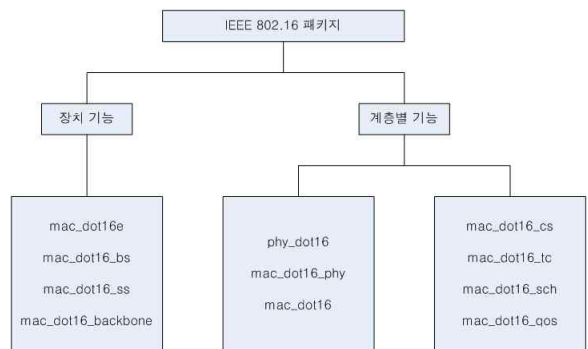 IEEE 802.16 패키지
장치 기능
계층별 기능
mac_dot16e
mac_dot16_bs
mac_dot16_ss
mac_dot16_backbone
phy_dot16
mac_dot16_phy
mac_dot16
mac_dot16_cs
mac_dot16_tc
mac_dot16_sch
mac_dot16_qos